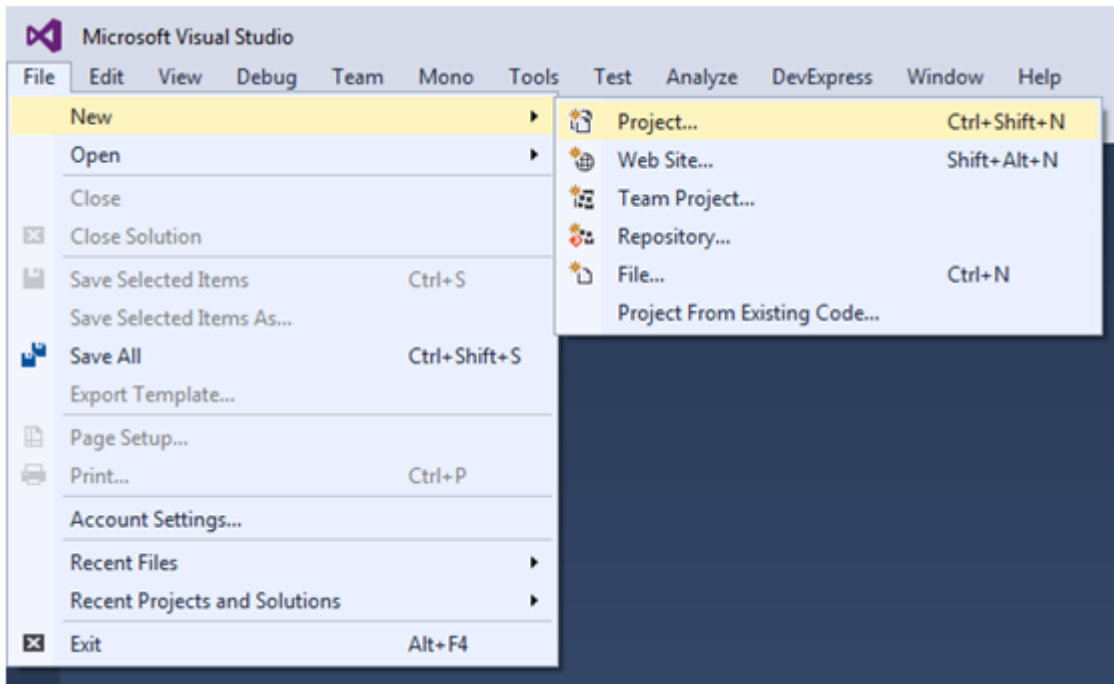 Microsoft Visual Studio
File Edit View Debug Team Mono Tools Test Analyze DevExpress Window Help
New
Open
Close
Close Solution
Save Selected Items Ctrl+S
Save Selected Items As...
Save All Ctrl+Shift+S
Export Template...
Page Setup...
Print... Ctrl+P
Account Settings...
Recent Files
Recent Projects and Solutions
Exit Alt+F4
Project... Ctrl+Shift+N
Web Site... Shift+Alt+N
Team Project...
Repository...
File... Ctrl+N
Project From Existing Code...